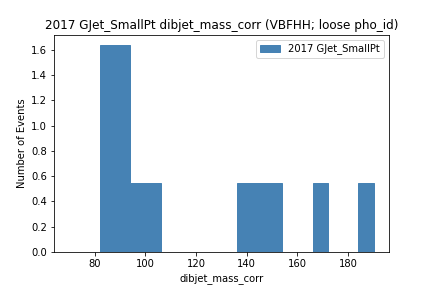 2017 GJet_SmallPt dibjet_mass_corr (VBFHH; loose pho_id)
2017 GJet_SmallPt
Number of Events
1.6
1.4
1.2
1.0
0.8
0.6
0.4
0.2
0.0
80 100 120 140 160 180
dibjet_mass_corr